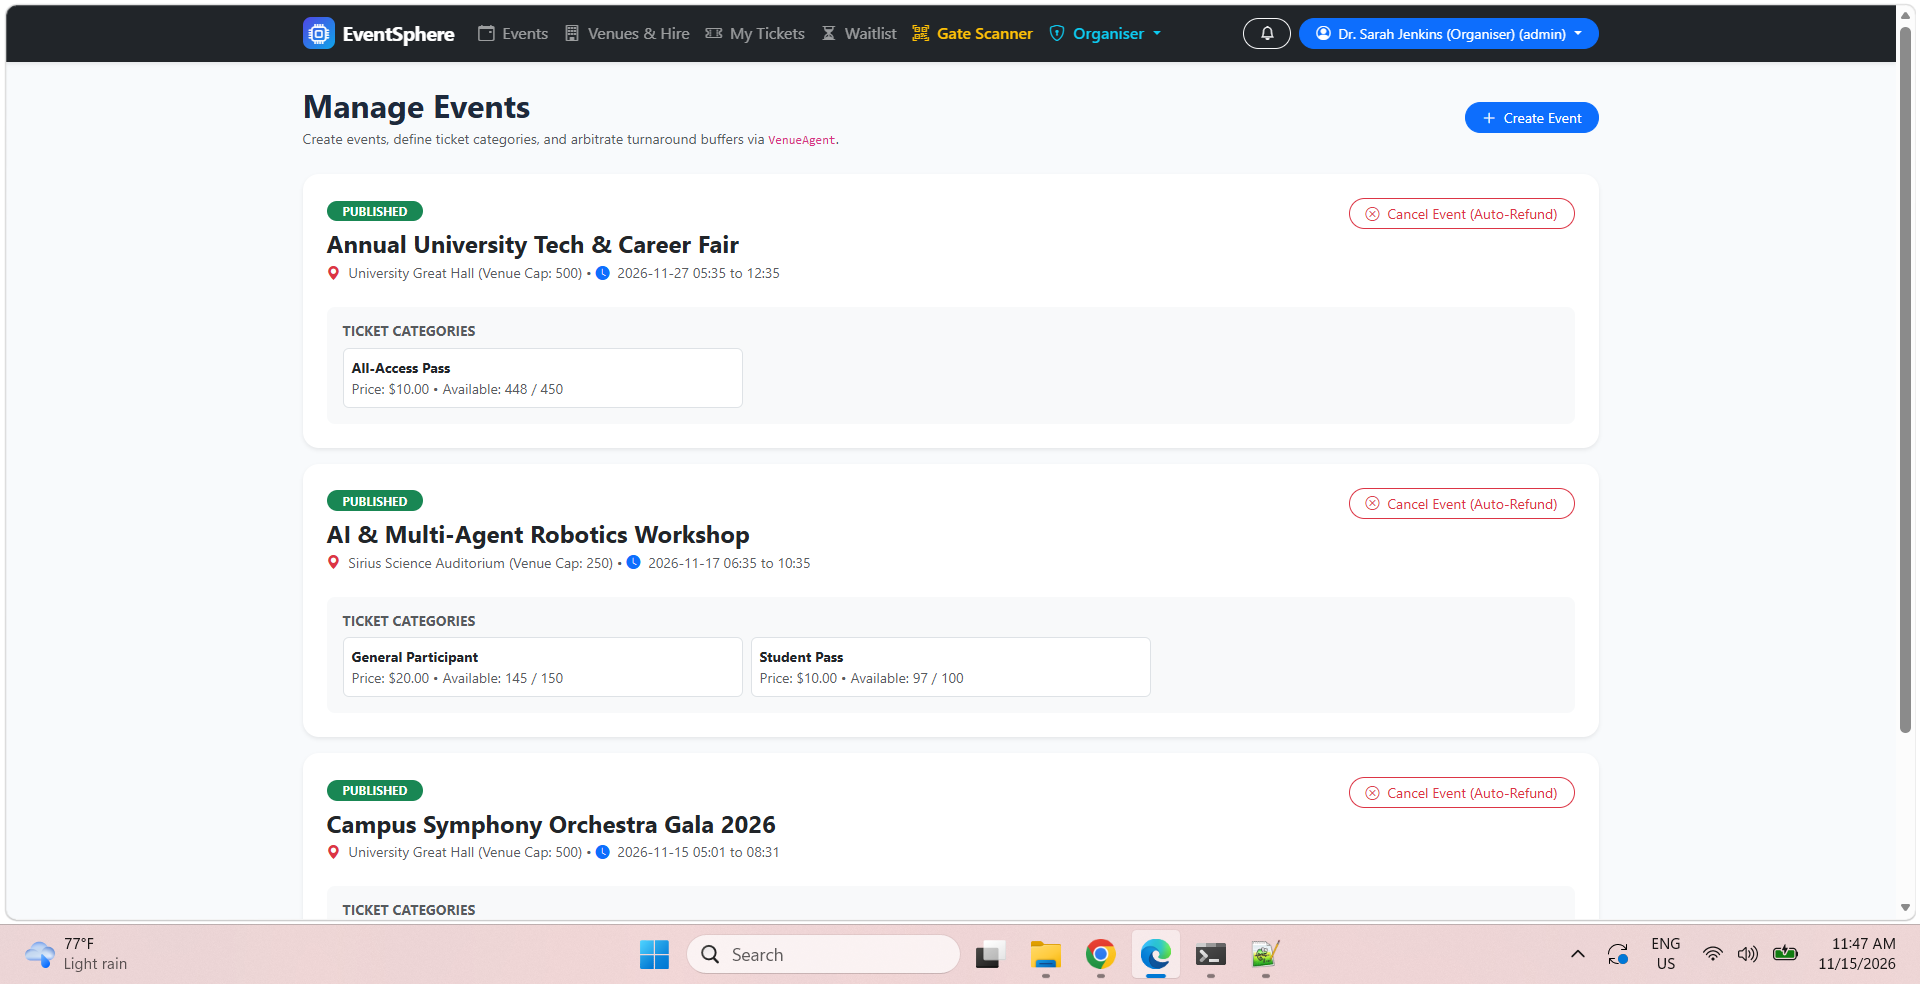 EventSphere Events Venues & Hire My Tickets Waitlist Gate Scanner Organiser Dr. Sarah Jenkins (Organiser) (admin)
Manage Events
Create events, define ticket categories, and arbitrate turnaround buffers via VenueAgent.
Create Event
PUBLISHED
Cancel Event (Auto-Refund)
Annual University Tech & Career Fair
University Great Hall (Venue Cap: 500) • 2026-11-27 05:35 to 12:35
TICKET CATEGORIES
All-Access Pass
Price: $10.00 • Available: 448 / 450
PUBLISHED
Cancel Event (Auto-Refund)
AI & Multi-Agent Robotics Workshop
Sirius Science Auditorium (Venue Cap: 250) • 2026-11-17 06:35 to 10:35
TICKET CATEGORIES
General Participant
Price: $20.00 • Available: 145 / 150
Student Pass
Price: $10.00 • Available: 97 / 100
PUBLISHED
Cancel Event (Auto-Refund)
Campus Symphony Orchestra Gala 2026
University Great Hall (Venue Cap: 500) • 2026-11-15 05:01 to 08:31
TICKET CATEGORIES
77°F
Light rain
Search
ENG
US
11:47 AM
11/15/2026